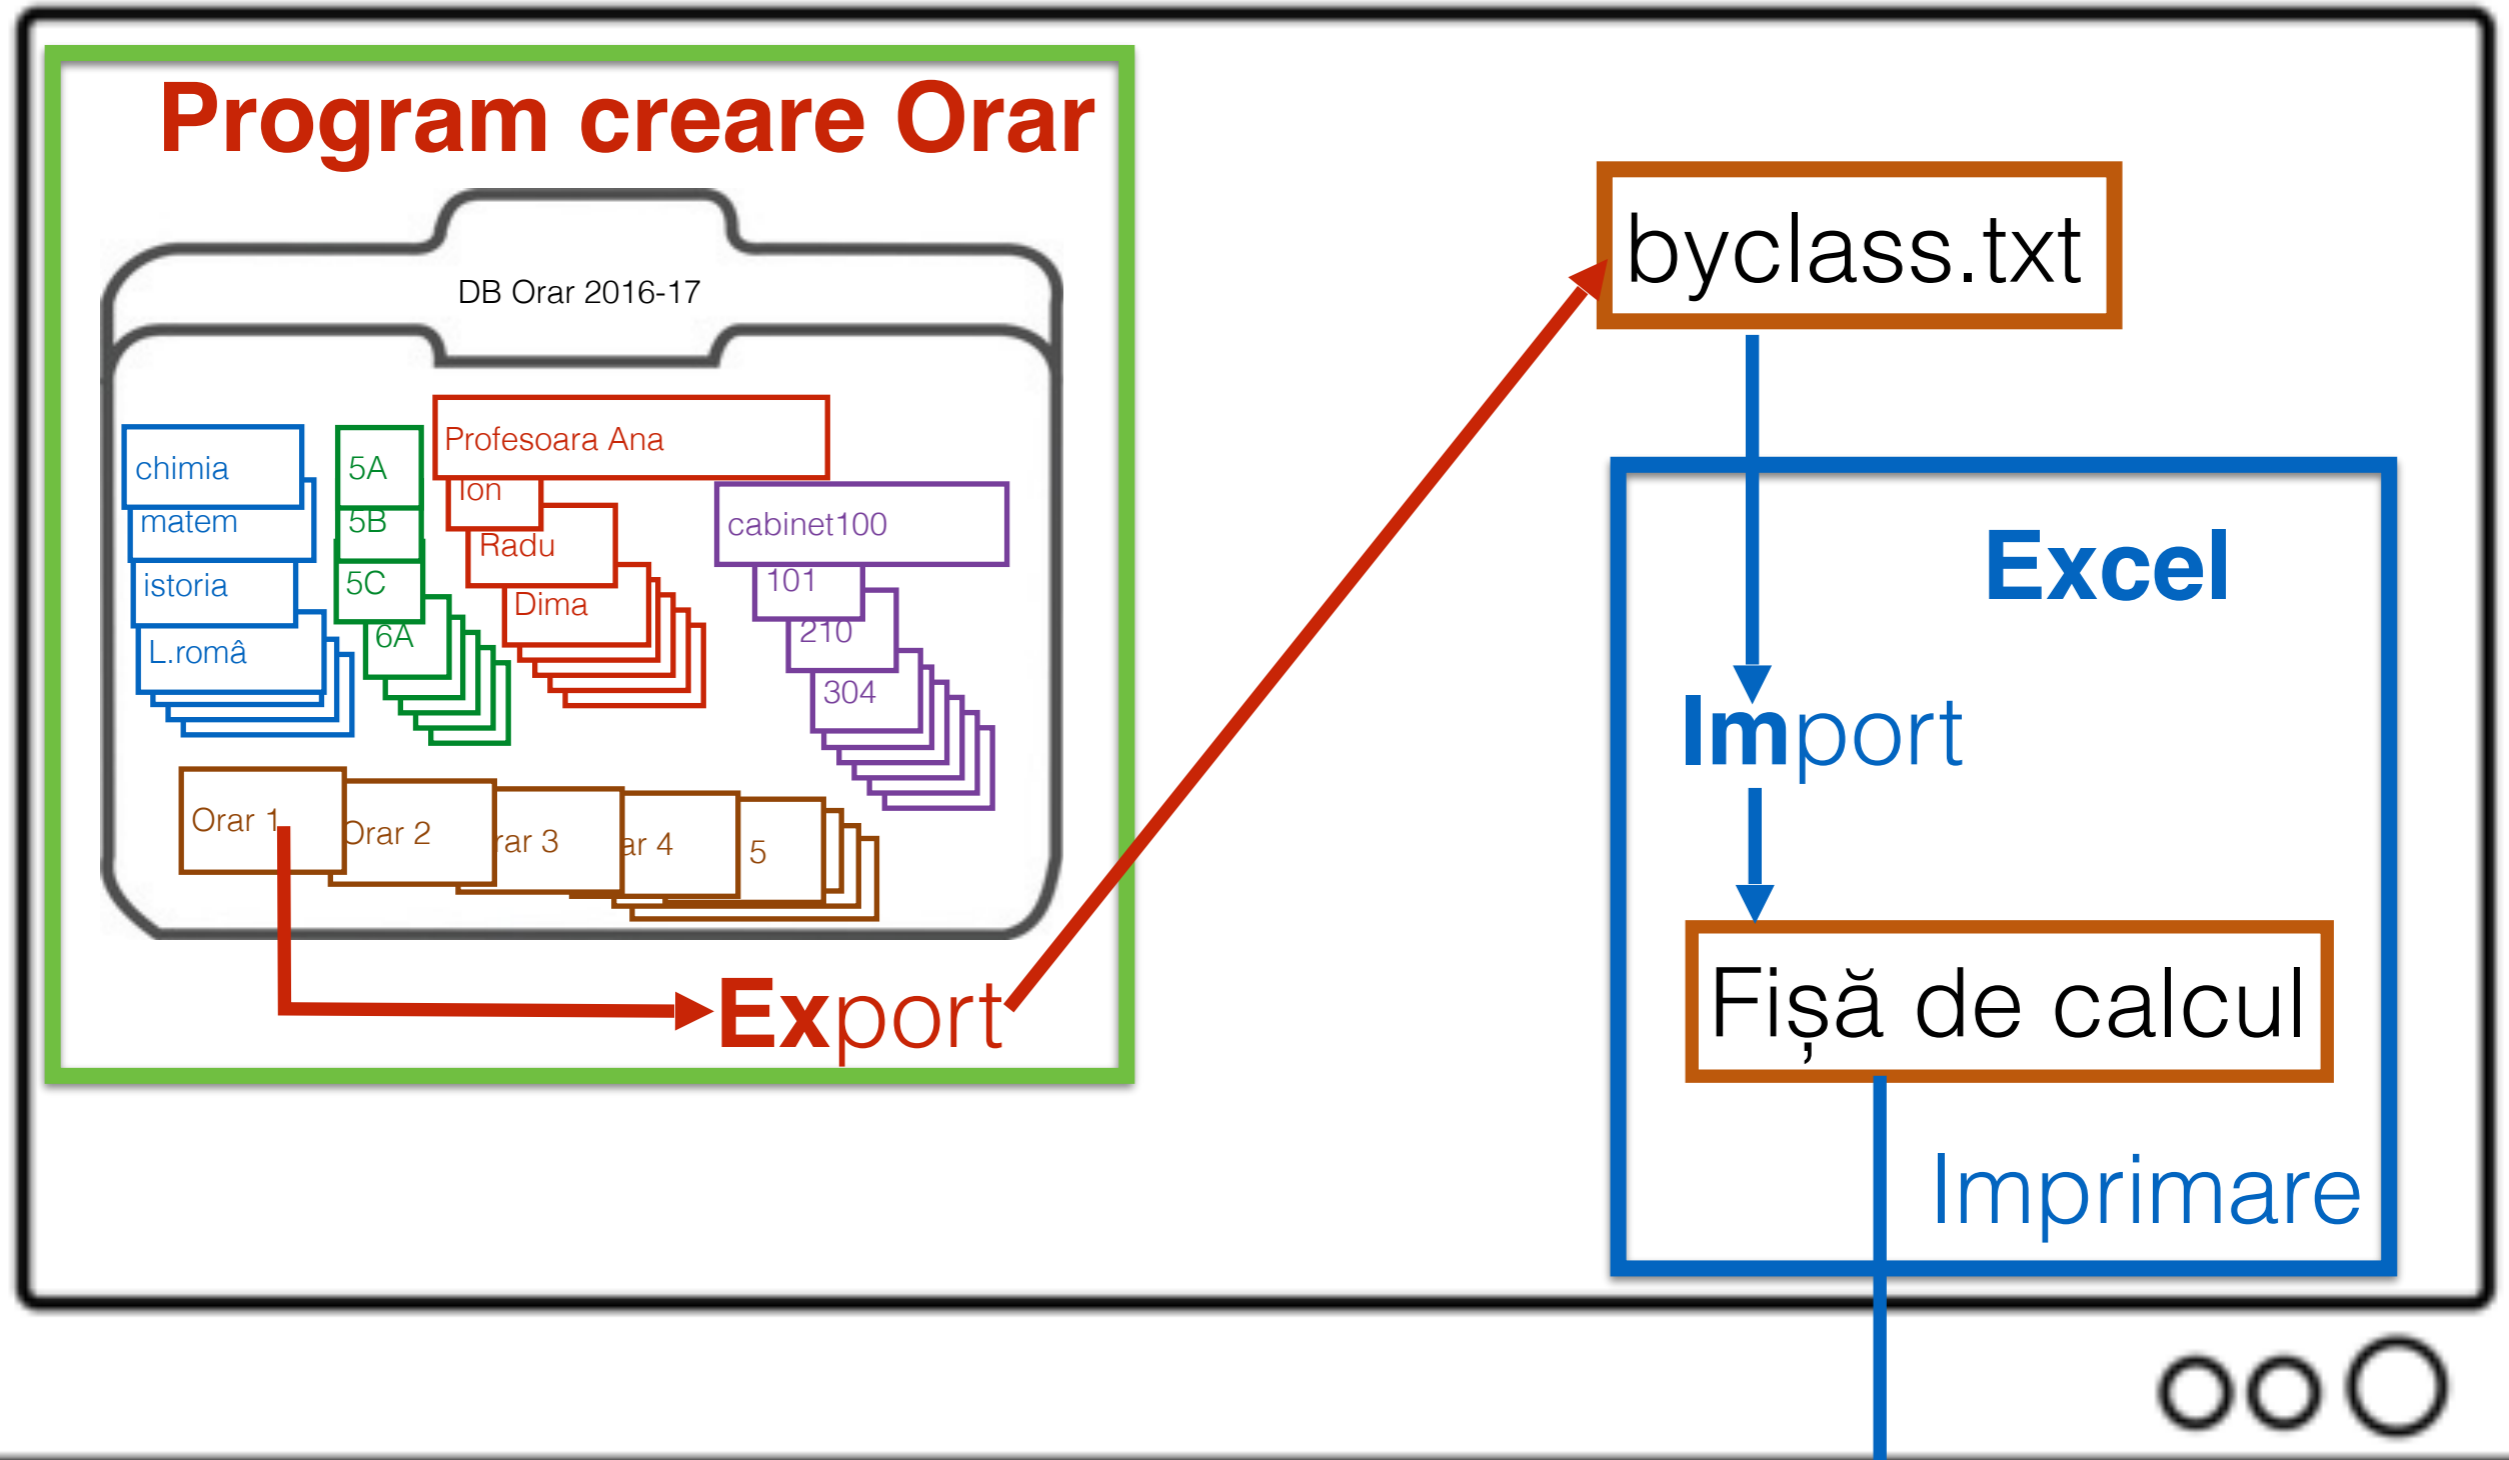 Program creare Orar
DB Orar 2016-17
chimia
matem
istoria
L.româ
5A
5B
5C
6A
Profesoara Ana
Ion
Radu
Dima
cabinet100
101
210
304
Orar 1
Orar 2
rar 3
ar 4
5
Export
byclass.txt
Excel
Import
Fișă de calcul
Imprimare